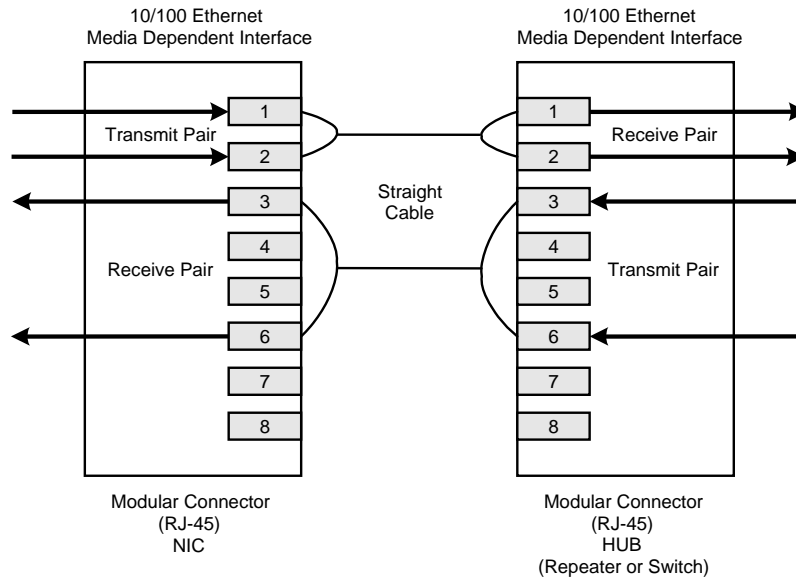 10/100 Ethernet
Media Dependent Interface
10/100 Ethernet
Media Dependent Interface
1
Transmit Pair
2
3
4
Receive Pair
5
6
7
8
Straight
Cable
1
Receive Pair
2
3
4
Transmit Pair
5
6
7
8
Modular Connector
(RJ-45)
NIC
Modular Connector
(RJ-45)
HUB
(Repeater or Switch)